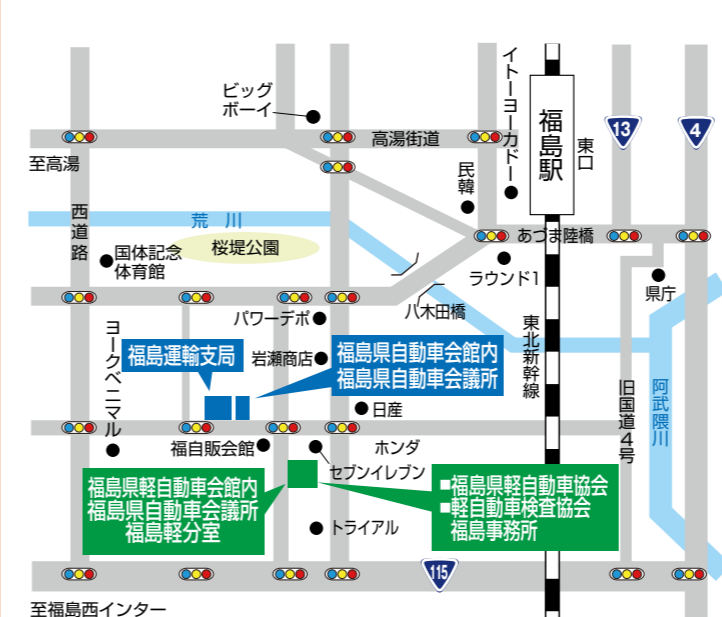 ビッグ
ボーイ
イトーヨーカドー
福島駅
東口
13
4
高湯街道
至高湯
民韓
西道路
荒川
桜堤公園
国体記念
体育館
あづま陸橋
ラウンド1
県庁
八木田橋
パワーデポ
ヨークベニマル
福島運輸支局
岩瀬商店
福島県自動車会館内
福島県自動車会議所
東北新幹線
旧国道4号
阿武隈川
日産
福自販会館
ホンダ
セブンイレブン
福島県軽自動車会館内
福島県自動車会議所
福島軽分室
■福島県軽自動車協会
■軽自動車検査協会
福島事務所
トライアル
115
至福島西インター